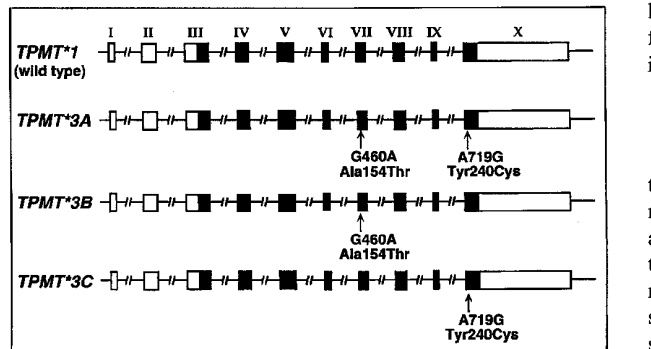 I II III IV V VI VII VIII IX X
TPMT*1
(wild type)
TPMT*3A
G460A A719G
Ala154Thr Tyr240Cys
TPMT*3B
G460A
Ala154Thr
TPMT*3C
A719G
Tyr240Cys